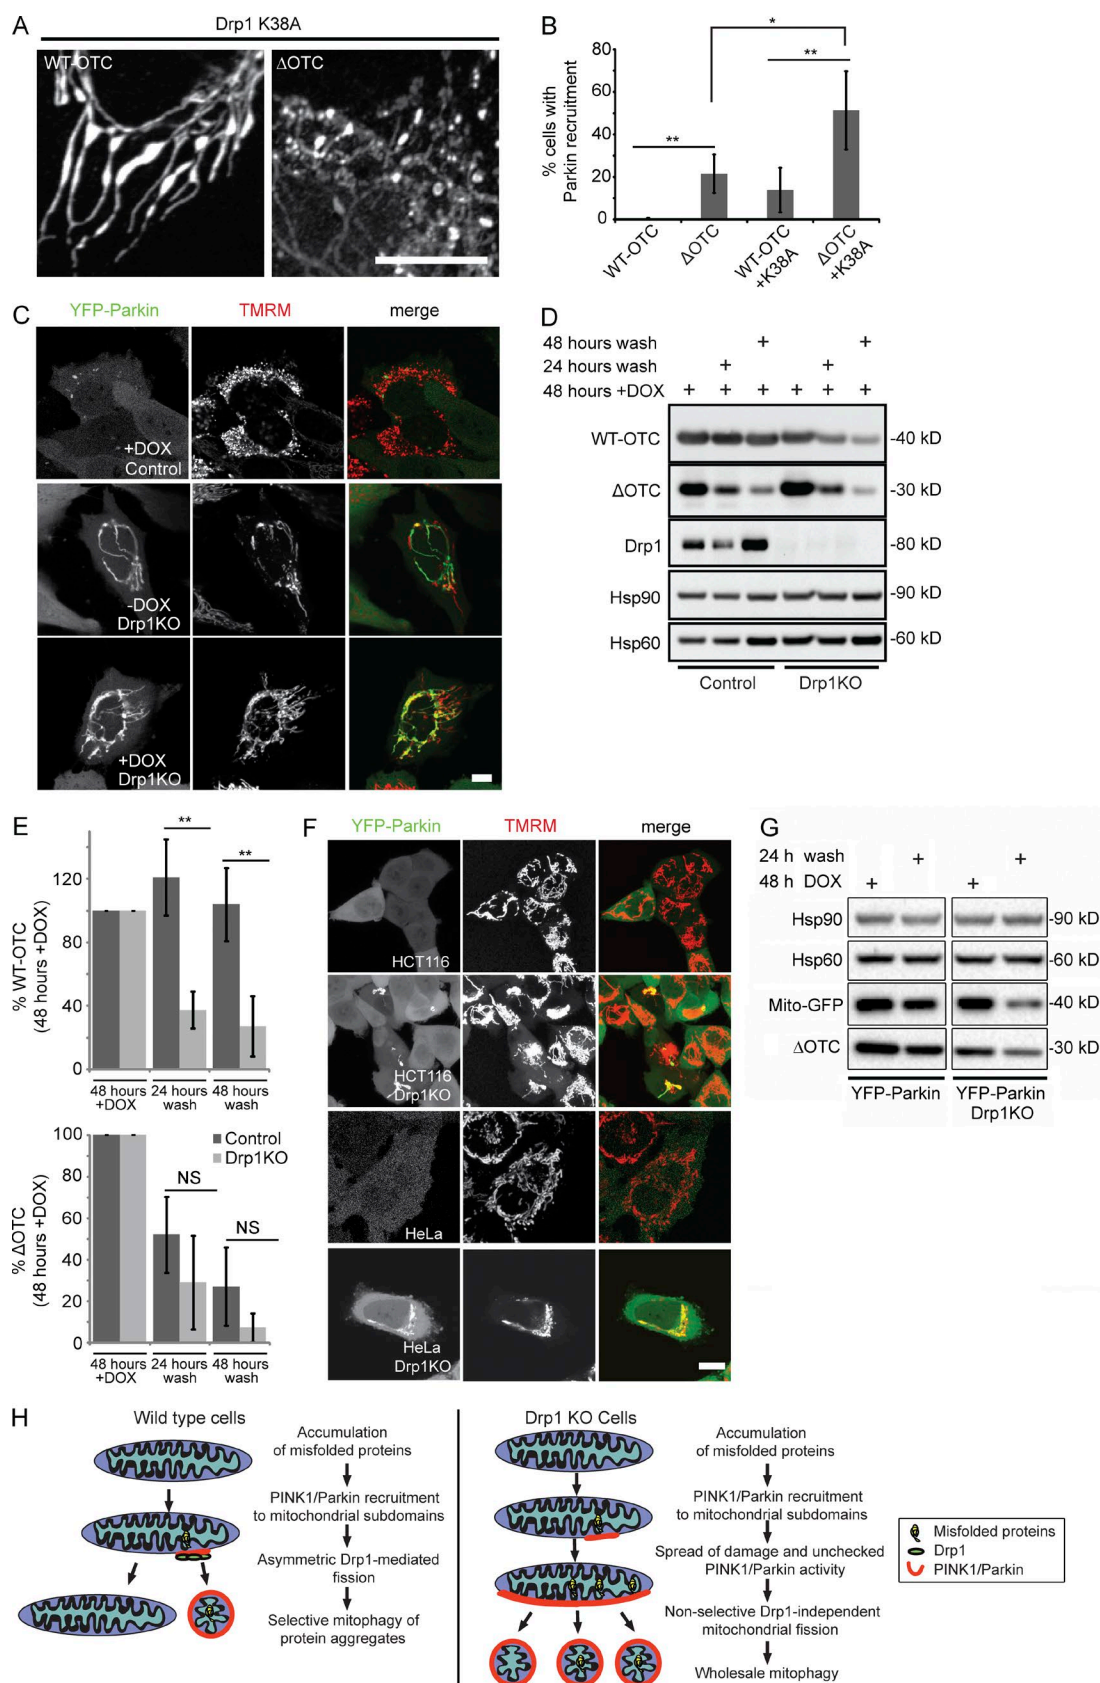 A
Drp1 K38A
WT-OTC
ΔOTC
B
% cells with
Parkin recruitment
80
60
40
20
0
**
*
**
WT-OTC
ΔOTC
WT-OTC
+K38A
ΔOTC
+K38A
C
YFP-Parkin
TMRM
merge
+DOX
Control
-DOX
Drp1KO
+DOX
Drp1KO
D
48 hours wash + +
24 hours wash + +
48 hours +DOX + + + + + +
WT-OTC -40 kD
ΔOTC -30 kD
Drp1 -80 kD
Hsp90 -90 kD
Hsp60 -60 kD
Control
Drp1KO
E
% WT-OTC
(48 hours +DOX)
120
80
40
0
**
**
48 hours
+DOX
24 hours
wash
48 hours
wash
% ΔOTC
(48 hours +DOX)
100
80
60
40
20
0
Control
Drp1KO
NS
NS
48 hours
+DOX
24 hours
wash
48 hours
wash
F
YFP-Parkin
TMRM
merge
HCT116
HCT116
Drp1KO
HeLa
HeLa
Drp1KO
G
24 h wash + +
48 h DOX + +
Hsp90 -90 kD
Hsp60 -60 kD
Mito-GFP -40 kD
ΔOTC -30 kD
YFP-Parkin
YFP-Parkin
Drp1KO
H
Wild type cells
Accumulation
of misfolded proteins
PINK1/Parkin recruitment
to mitochondrial subdomains
Asymmetric Drp1-mediated
fission
Selective mitophagy of
protein aggregates
Drp1 KO Cells
Accumulation
of misfolded proteins
PINK1/Parkin recruitment
to mitochondrial subdomains
Spread of damage and unchecked
PINK1/Parkin activity
Non-selective Drp1-independent
mitochondrial fission
Wholesale mitophagy
Misfolded proteins
Drp1
PINK1/Parkin